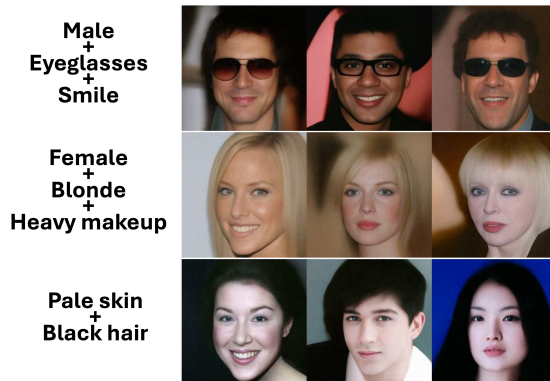 Male
+
Eyeglasses
+
Smile
Female
+
Blonde
+
Heavy makeup
Pale skin
+
Black hair